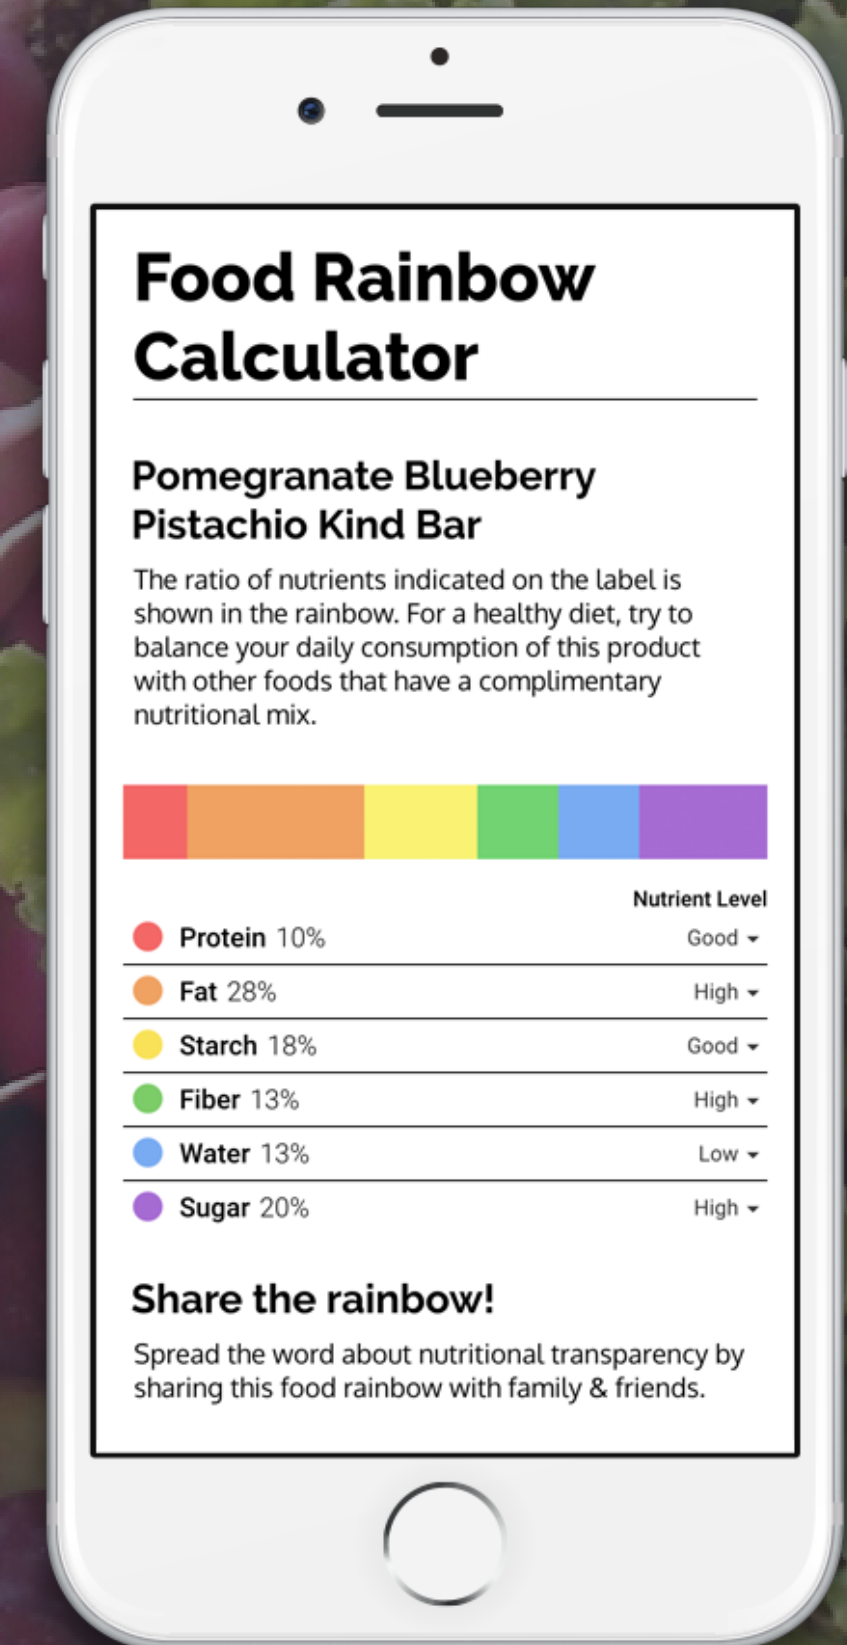 Food Rainbow
Calculator
Pomegranate Blueberry
Pistachio Kind Bar
The ratio of nutrients indicated on the label is
shown in the rainbow. For a healthy diet, try to
balance your daily consumption of this product
with other foods that have a complimentary
nutritional mix.
Nutrient Level
Protein 10% Good
Fat 28% High
Starch 18% Good
Fiber 13% High
Water 13% Low
Sugar 20% High
Share the rainbow!
Spread the word about nutritional transparency by
sharing this food rainbow with family & friends.